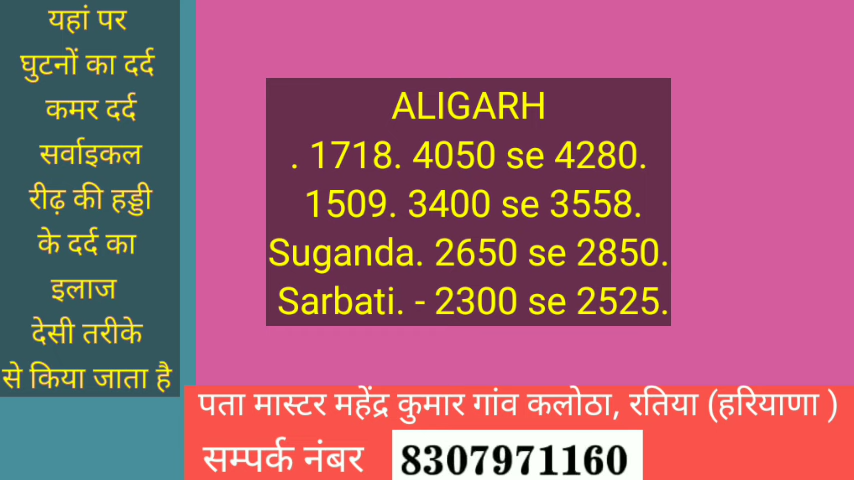 यहां पर
घुटनों का दर्द
कमर दर्द
सर्वाइकल
रीढ़ की हड्डी
के दर्द का
इलाज
देसी तरीके
से किया जाता है
ALIGARH
. 1718. 4050 se 4280.
1509. 3400 se 3558.
Suganda. 2650 se 2850.
Sarbati. - 2300 se 2525.
पता मास्टर महेंद्र कुमार गांव कलोठा, रतिया (हरियाणा )
सम्पर्क नंबर 8307971160